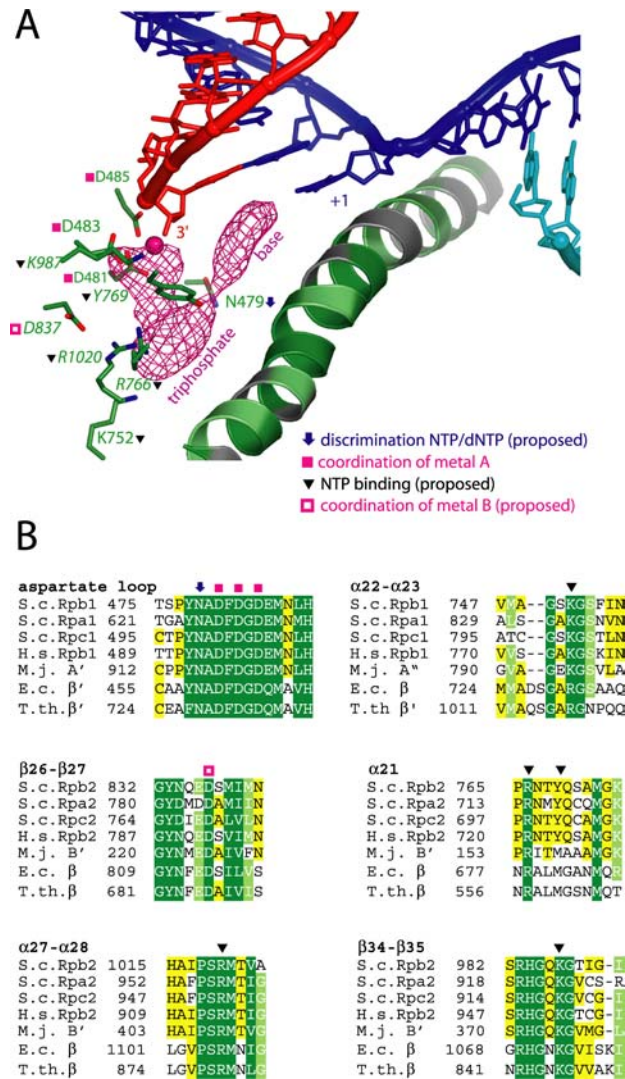 A
D485
D483
3'
K987
D481
Y769
base
+1
N479
D837
R1020
R766
triphosphate
K752
discrimination NTP/dNTP (proposed)
coordination of metal A
NTP binding (proposed)
coordination of metal B (proposed)
B
aspartate loop
S.c.Rpb1 475 TSPYNADFDGDEMNLH
S.c.Rpa1 621 TGAYNADFDGDEMNMH
S.c.Rpc1 495 CTPYNADFDGDEMNLH
H.s.Rpb1 489 TTPYNADFDGDEMNLH
M.j. A' 912 CPPYNADFDGDEMNLH
E.c. β' 455 CAAYNADFDGDQMAVH
T.th.β' 724 CEAFNADFDGDQMAVH
α22-α23
S.c.Rpb1 747 VMA--GSKGSFIN
S.c.Rpa1 829 ALS--GAKGSNVN
S.c.Rpc1 795 ATC--GSKGSTLN
H.s.Rpb1 770 VVS--GAKGSKIN
M.j. A" 790 GVA--GEKGSVLA
E.c. β 724 MMADSGARGSAAQ
T.th β' 1011 VMAQSGARGNPQQ
β26-β27
S.c.Rpb2 832 GYNQEDSMIMN
S.c.Rpa2 780 GYDMDDAMIMN
S.c.Rpc2 764 GYDIEDALVLN
H.s.Rpb2 787 GYNQEDSVIMN
M.j. B' 220 GYNMEDAIVFN
E.c. β 809 GYNFEDSILVS
T.th.β 681 GYNFEDAIVIS
α21
S.c.Rpb2 765 PRNTYQSAMGK
S.c.Rpa2 713 PRNMYQCQMGK
S.c.Rpc2 697 PRNTYQCAMGK
H.s.Rpb2 720 PRNTYQSAMGK
M.j. B' 153 PRITMAAAMGK
E.c. β 677 NRALMGANMQR
T.th.β 556 NRALMGSNMQT
α27-α28
S.c.Rpb2 1015 HAIPSRMTVA
S.c.Rpa2 952 HAFPSRMTIG
S.c.Rpc2 947 HAFPSRMTIG
H.s.Rpb2 909 HAIPSRMTIG
M.j. B' 403 HAIPSRMTVG
E.c. β 1101 LGVPSRMNIG
T.th.β 874 LGVPSRMNLG
β34-β35
S.c.Rpb2 982 SRHGQKGTIG-I
S.c.Rpa2 918 SRHGQKGVCS-R
S.c.Rpc2 914 SRHGQKGVCG-I
H.s.Rpb2 947 SRHGQKGTCG-I
M.j. B' 370 SRHGQKGVMG-L
E.c. β 1068 GRHGNKGVISKI
T.th.β 841 NRHGNKGVVAKI